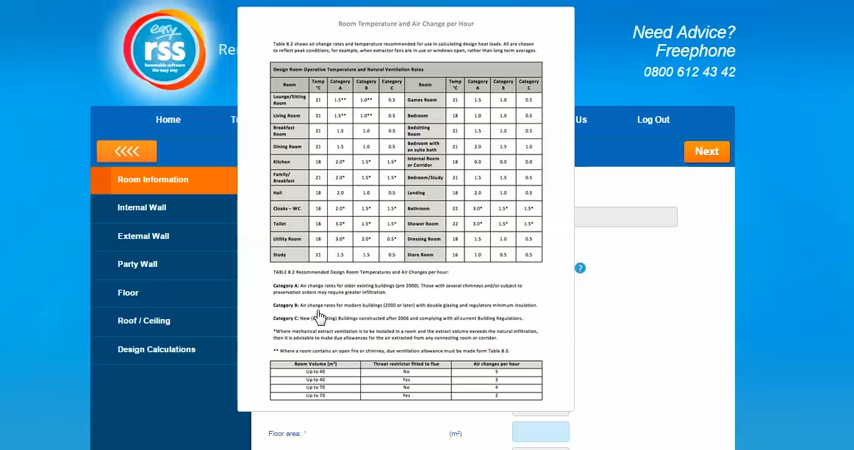 Room Temperature and Air Change per Hour
easy
rss
Renewable software
the easy way
Re
Need Advice?
Freephone
0800 612 43 42
Table 8.2 shows air change rates and temperature recommended for use in calculating design heat loads. All are chosen
to reflect peak conditions, for example, when extractor fans are in use or windows open, rather than long term averages.
Design Room Operative Temperature and Natural Ventilation Rates
Room Temp °C Category A Category B Category C Room Temp °C Category A Category B Category C
Lounge/Sitting Room 21 1.5** 1.0** 0.5 Games Room 21 1.5 1.0 0.5
Living Room 21 1.5** 1.0** 0.5 Bedroom 18 1.0 1.0 0.5
Breakfast Room 21 1.5 1.0 0.5 Bedsitting Room 21 1.5 1.0 0.5
Dining Room 21 1.5 1.0 0.5 Bedroom with en suite bath 21 2.0 1.5 1.0
Kitchen 18 2.0* 1.5* 1.5* Internal Room or Corridor 18 0.0 0.0 0.0
Family/ Breakfast 21 2.0* 1.5* 1.5* Bedroom/Study 21 1.5 1.5 0.5
Hall 18 2.0 1.0 0.5 Landing 18 2.0 1.0 0.5
Cloaks – WC 18 2.0* 1.5* 1.5* Bathroom 22 3.0* 1.5* 1.5*
Toilet 18 3.0* 1.5* 1.5* Shower Room 22 3.0* 1.5* 1.5*
Utility Room 18 3.0* 2.0* 0.5* Dressing Room 18 1.5 1.0 0.5
Study 21 1.5 1.5 0.5 Store Room 16 1.0 0.5 0.5
TABLE 8.2 Recommended Design Room Temperatures and Air Changes per hour:
Category A: Air change rates for older existing buildings (pre 2000). Those with several chimneys and/or subject to
preservation orders may require greater infiltration.
Category B: Air change rates for modern buildings (2000 or later) with double glazing and regulatory minimum insulation.
Category C: New ( ting) Buildings constructed after 2006 and complying with all current Building Regulations.
*Where mechanical extract ventilation is to be installed in a room and the extract volume exceeds the natural infiltration,
then it is advisable to make due allowances for the air extracted from any connecting room or corridor.
** Where a room contains an open fire or chimney, due ventilation allowance must be made form Table 8.3.
Room Volume (m³) Throat restrictor fitted to flue Air changes per hour
Up to 40 No 5
Up to 40 Yes 3
Up to 70 No 4
Up to 70 Yes 2
Home
T
Us
Log Out
<<<<
Next
Room Information
Internal Wall
External Wall
Party Wall
Floor
Roof / Ceiling
Design Calculations
?
Floor area: * (m²)